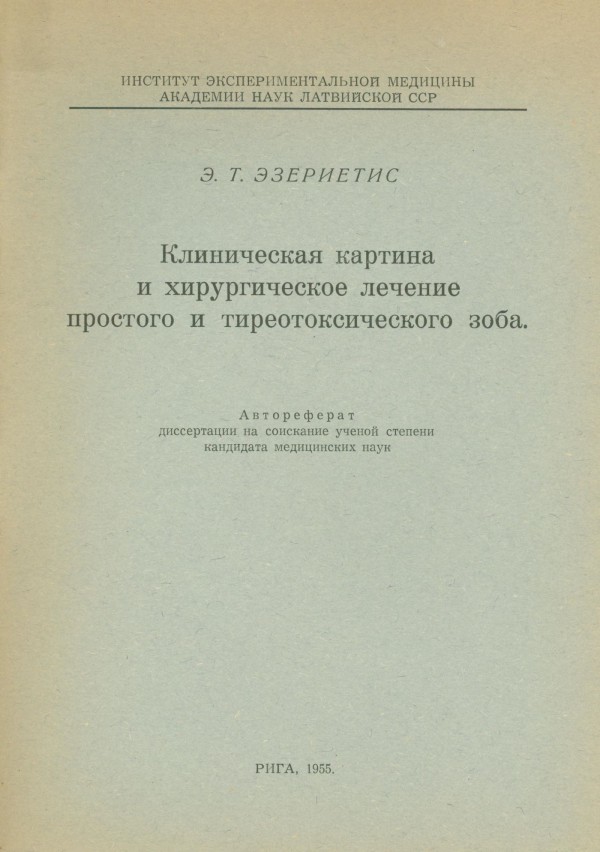 ИНСТИТУТ ЭКСПЕРИМЕНТАЛЬНОЙ МЕДИЦИНЫ
АКАДЕМИИ НАУК ЛАТВИЙСКОЙ ССР
Э. Т. ЭЗЕРИЕТИС
Клиническая картина
и хирургическое лечение
простого и тиреотоксического зоба.
Автореферат
диссертации на соискание ученой степени
кандидата медицинских наук
РИГА, 1955.